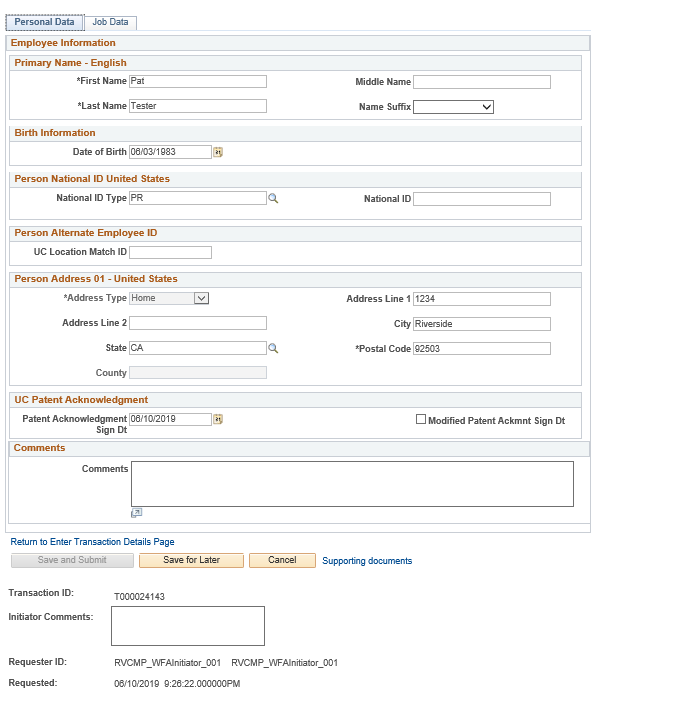 Personal Data Job Data
Employee Information
Primary Name - English
*First Name Pat Middle Name
*Last Name Tester Name Suffix
Birth Information
Date of Birth 06/03/1983
Person National ID United States
National ID Type PR National ID
Person Alternate Employee ID
UC Location Match ID
Person Address 01 - United States
*Address Type Home Address Line 1 1234
Address Line 2 City Riverside
State CA *Postal Code 92503
County
UC Patent Acknowledgment
Patent Acknowledgment 06/10/2019 Modified Patent Ackmnt Sign Dt
Sign Dt
Comments
Comments
Return to Enter Transaction Details Page
Save and Submit Save for Later Cancel Supporting documents
Transaction ID: T000024143
Initiator Comments:
Requester ID: RVCMP_WFAInitiator_001 RVCMP_WFAInitiator_001
Requested: 06/10/2019 9:26:22.000000PM